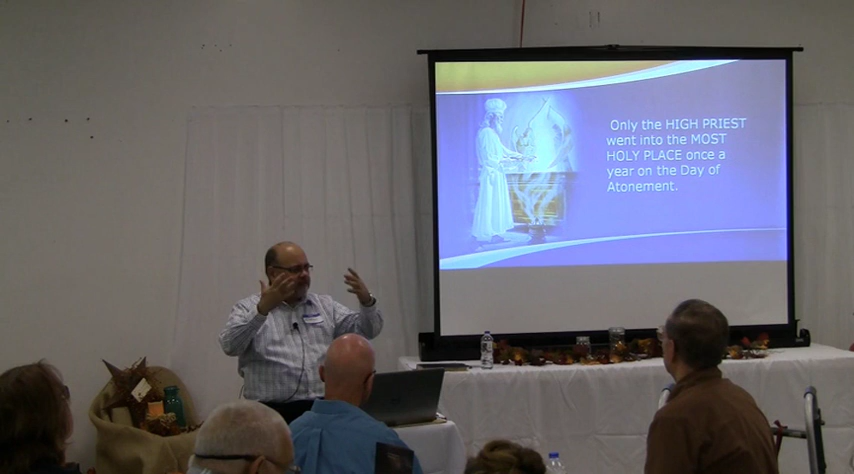 Only the HIGH PRIEST
went into the MOST
HOLY PLACE once a
year on the Day of
Atonement.